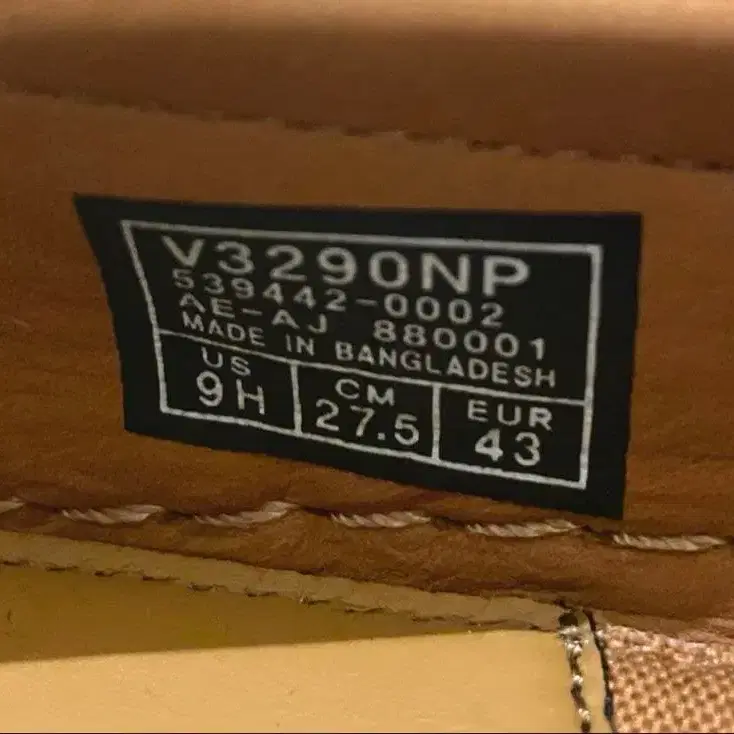 V3290NP
539442-0002
AE-AJ 880001
MADE IN BANGLADESH
US CM EUR
9H 27.5 43